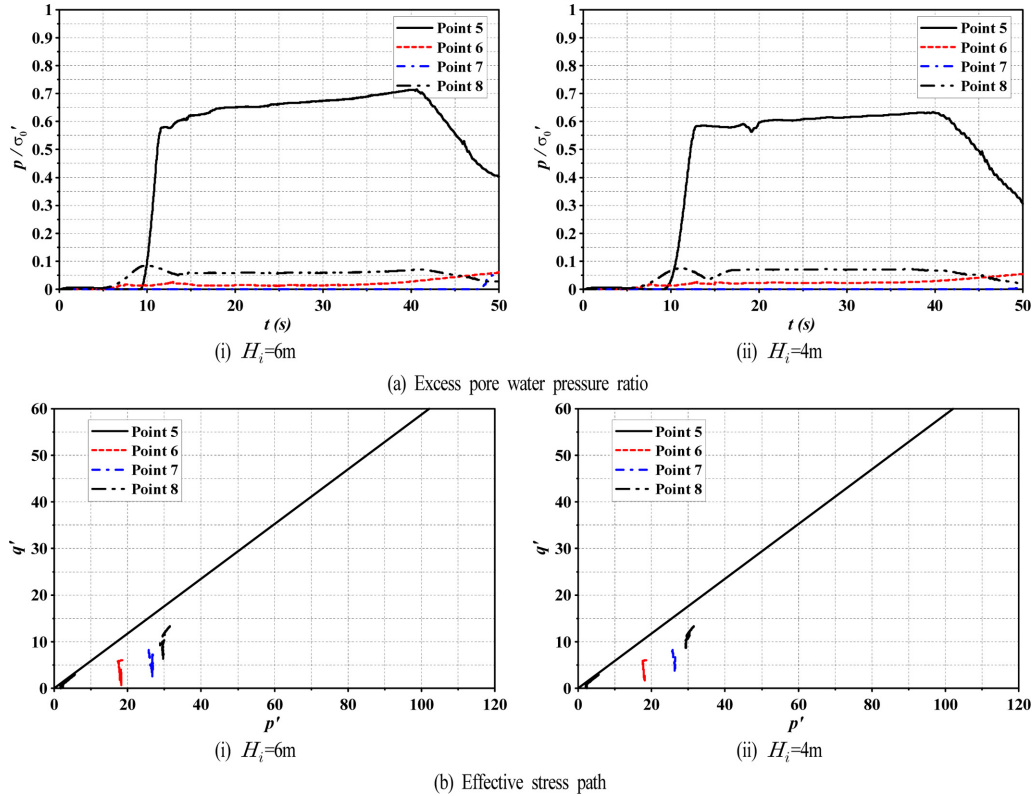 1
0.9
0.8
0.7
0.6
0.5
0.4
0.3
0.2
0.1
0
p / σ0′
0 10 20 30 40 50
t (s)
Point 5
Point 6
Point 7
Point 8
(i) Hi=6m
1
0.9
0.8
0.7
0.6
0.5
0.4
0.3
0.2
0.1
0
p / σ0′
0 10 20 30 40 50
t (s)
Point 5
Point 6
Point 7
Point 8
(ii) Hi=4m
(a) Excess pore water pressure ratio
60
50
40
30
20
10
0
q′
0 20 40 60 80 100 120
p′
Point 5
Point 6
Point 7
Point 8
(i) Hi=6m
60
50
40
30
20
10
0
q′
0 20 40 60 80 100 120
p′
Point 5
Point 6
Point 7
Point 8
(ii) Hi=4m
(b) Effective stress path